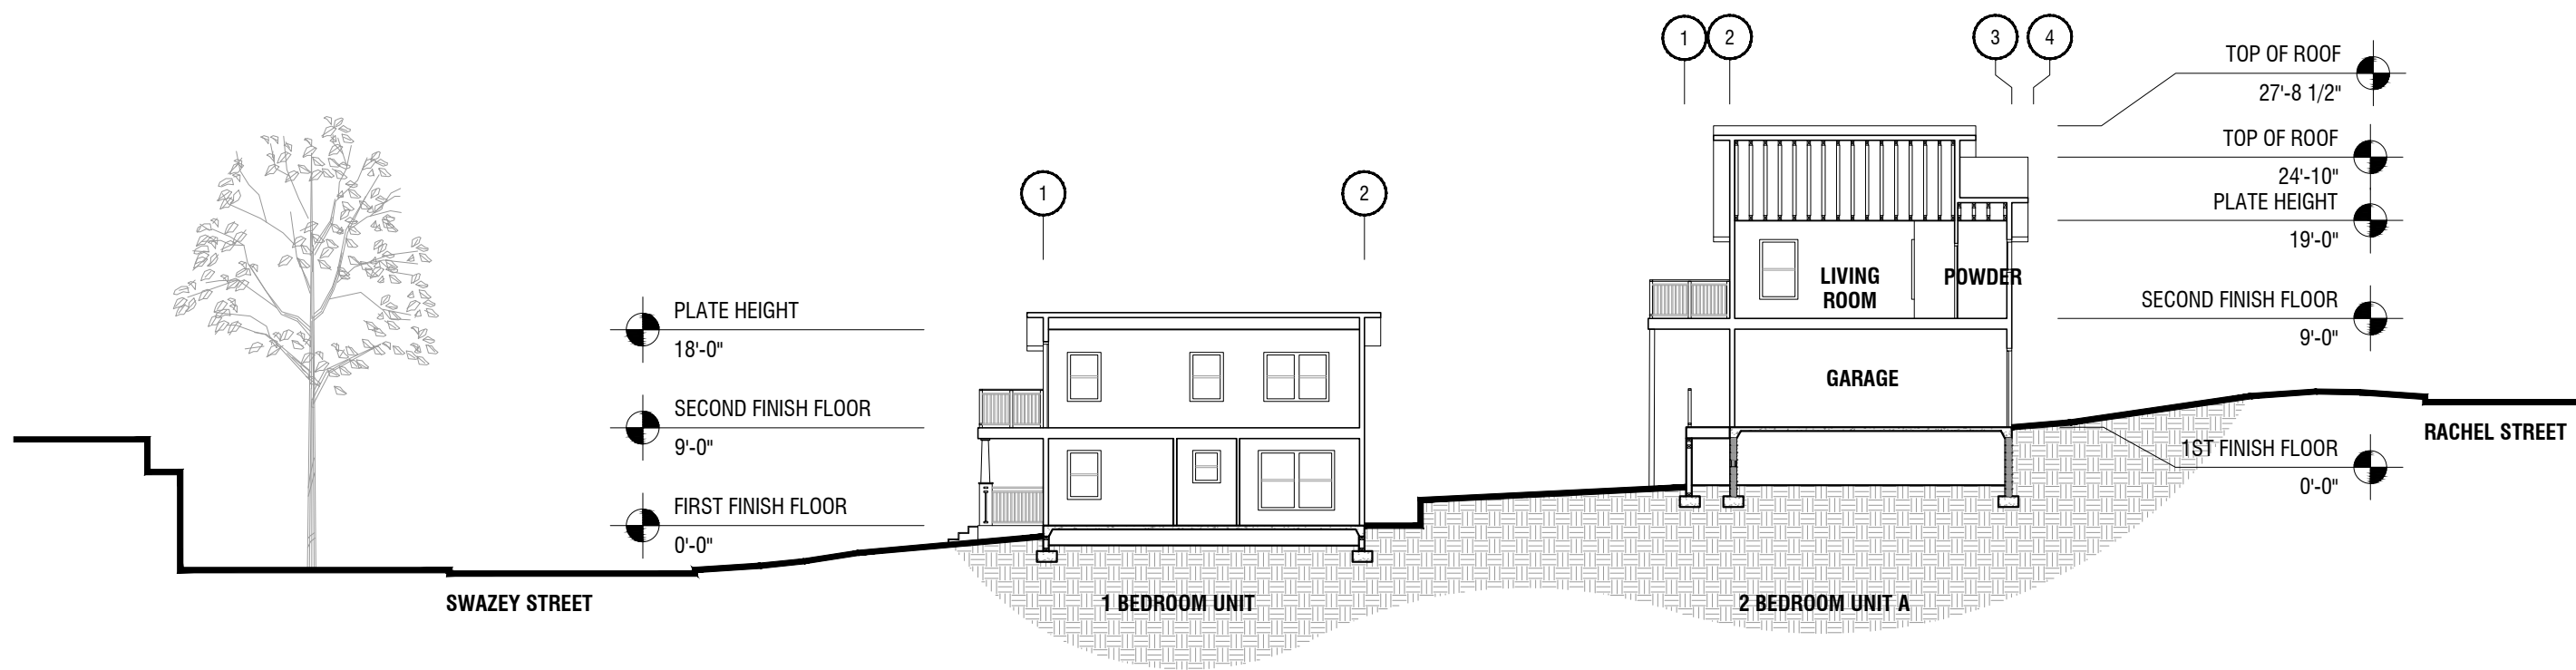 1
2
3
4
TOP OF ROOF
27'-8 1/2"
TOP OF ROOF
24'-10"
PLATE HEIGHT
19'-0"
SECOND FINISH FLOOR
9'-0"
1ST FINISH FLOOR
0'-0"
RACHEL STREET
LIVING
ROOM
POWDER
GARAGE
2 BEDROOM UNIT A
1
2
PLATE HEIGHT
18'-0"
SECOND FINISH FLOOR
9'-0"
FIRST FINISH FLOOR
0'-0"
SWAZEY STREET
1 BEDROOM UNIT